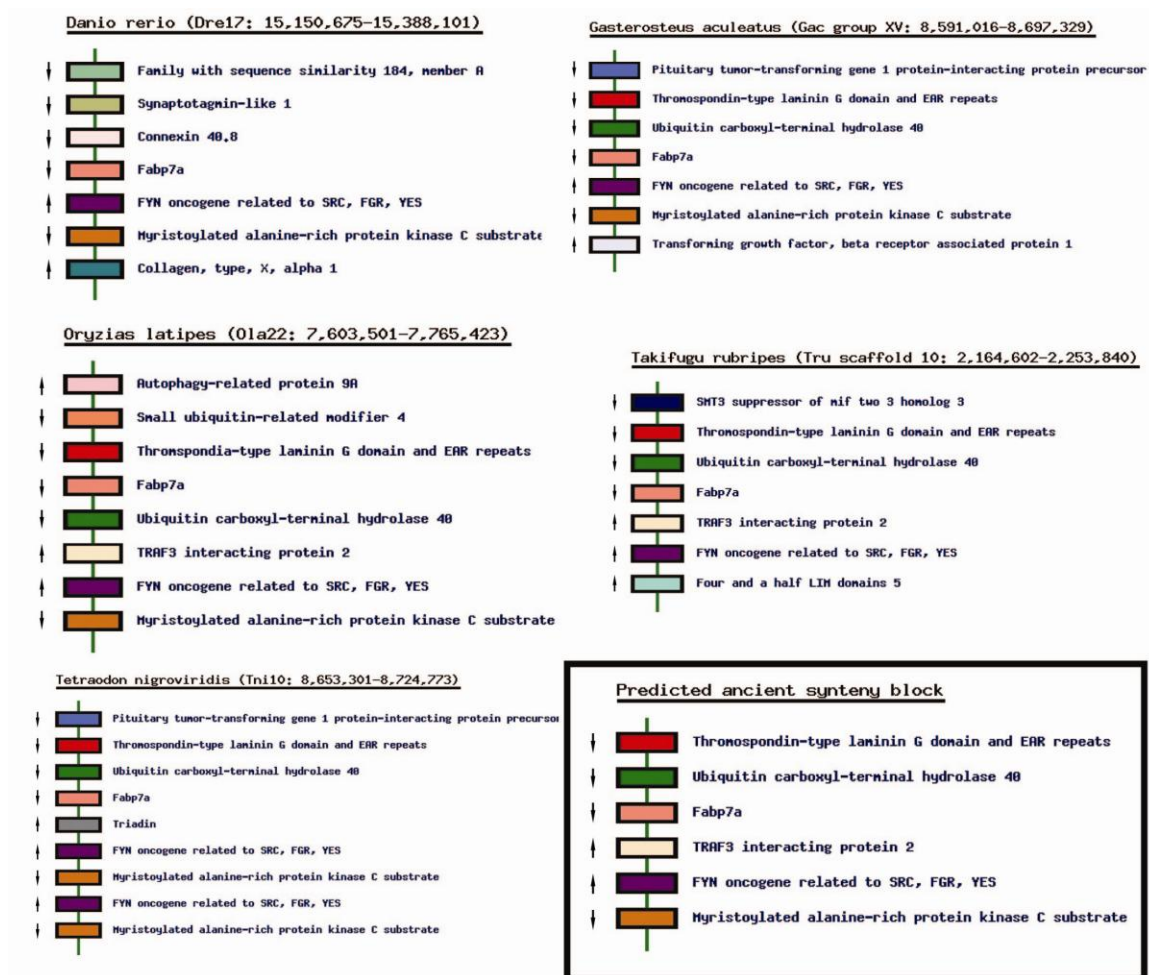 Danio rerio (Dre17: 15,150,675-15,388,101)
Family with sequence similarity 184, member A
Synaptotagmin-like 1
Connexin 40.8
Fabp7a
FYN oncogene related to SRC, FGR, YES
Myristoylated alanine-rich protein kinase C substrate
Collagen, type, X, alpha 1
Gasterosteus aculeatus (Gac group XV: 8,591,016-8,697,329)
Pituitary tumor-transforming gene 1 protein-interacting protein precursor
Thromospondin-type laminin G domain and EAR repeats
Ubiquitin carboxyl-terminal hydrolase 40
Fabp7a
FYN oncogene related to SRC, FGR, YES
Myristoylated alanine-rich protein kinase C substrate
Transforming growth factor, beta receptor associated protein 1
Oryzias latipes (Ola22: 7,603,501-7,765,423)
Autophagy-related protein 9A
Small ubiquitin-related modifier 4
Thromspondia-type laminin G domain and EAR repeats
Fabp7a
Ubiquitin carboxyl-terminal hydrolase 40
TRAF3 interacting protein 2
FYN oncogene related to SRC, FGR, YES
Myristoylated alanine-rich protein kinase C substrate
Takifugu rubripes (Tru scaffold 10: 2,164,602-2,253,840)
SMT3 suppressor of mif two 3 homolog 3
Thromospondin-type laminin G domain and EAR repeats
Ubiquitin carboxyl-terminal hydrolase 40
Fabp7a
TRAF3 interacting protein 2
FYN oncogene related to SRC, FGR, YES
Four and a half LIM domains 5
Tetraodon nigroviridis (Tni10: 8,653,301-8,724,773)
Pituitary tumor-transforming gene 1 protein-interacting protein precursor
Thromospondin-type laminin G domain and EAR repeats
Ubiquitin carboxyl-terminal hydrolase 40
Fabp7a
Triadin
FYN oncogene related to SRC, FGR, YES
Myristoylated alanine-rich protein kinase C substrate
FYN oncogene related to SRC, FGR, YES
Myristoylated alanine-rich protein kinase C substrate
Predicted ancient synteny block
Thromospondin-type laminin G domain and EAR repeats
Ubiquitin carboxyl-terminal hydrolase 40
Fabp7a
TRAF3 interacting protein 2
FYN oncogene related to SRC, FGR, YES
Myristoylated alanine-rich protein kinase C substrate